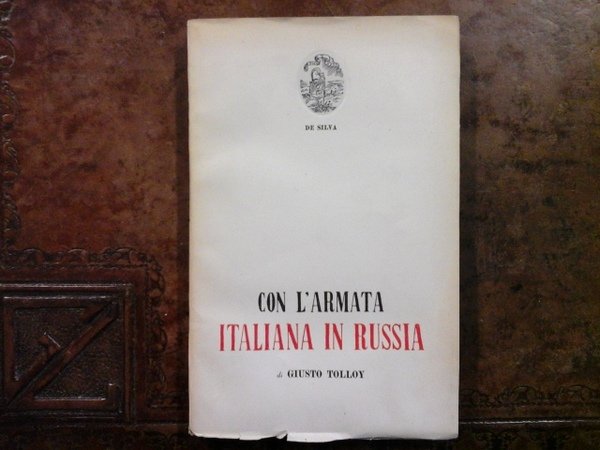 DE SILVA
CON L'ARMATA
ITALIANA IN RUSSIA
di GIUSTO TOLLOY